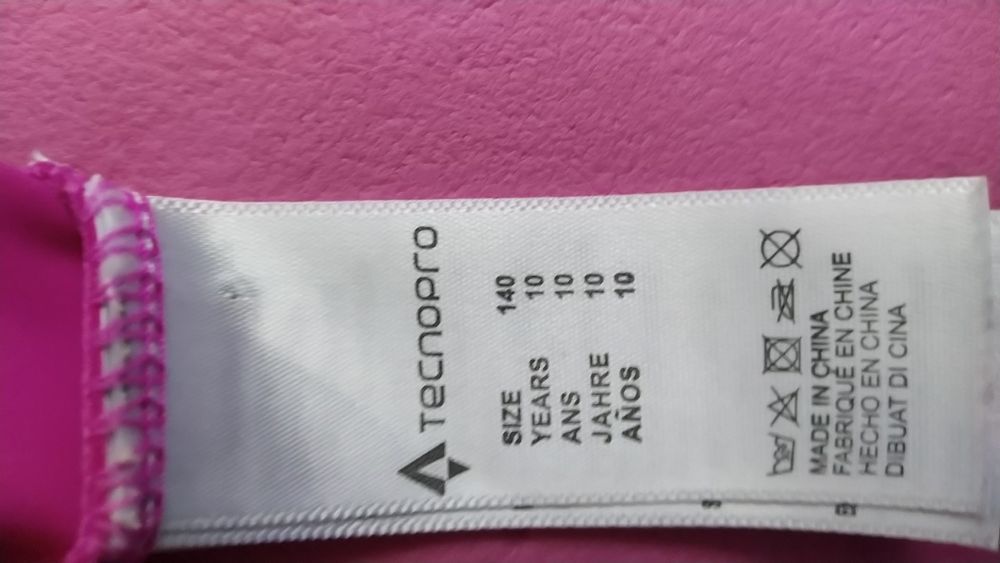 TECNOPRO
SIZE 140
YEARS 10
ANS 10
JAHRE 10
AÑOS 10
MADE IN CHINA
FABRIQUÉ EN CHINE
HECHO EN CHINA
DIBUAT DI CINA